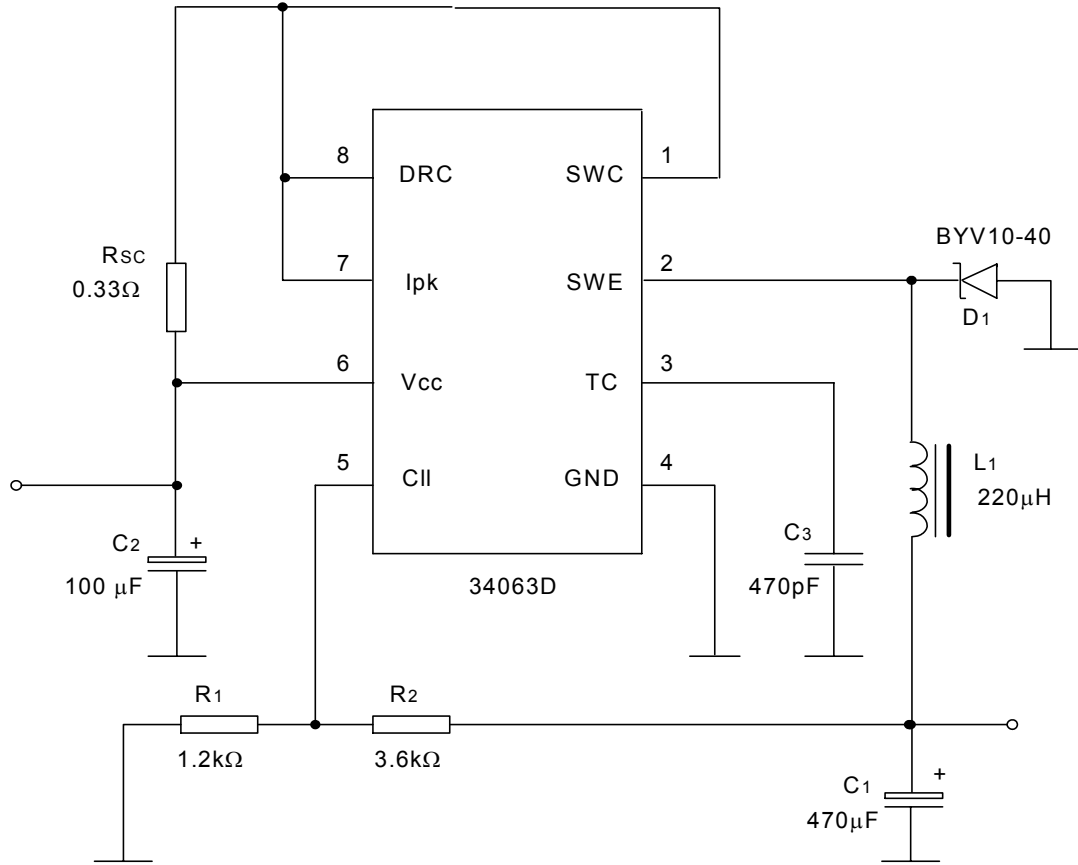 8 DRC SWC 1
BYV10-40
RSC
0.33Ω
7 Ipk SWE 2
D1
6 Vcc TC 3
5 CII GND 4
L1
220μH
C2 +
100 μF
C3
470pF
34063D
R1 R2
1.2kΩ 3.6kΩ
C1 +
470μF